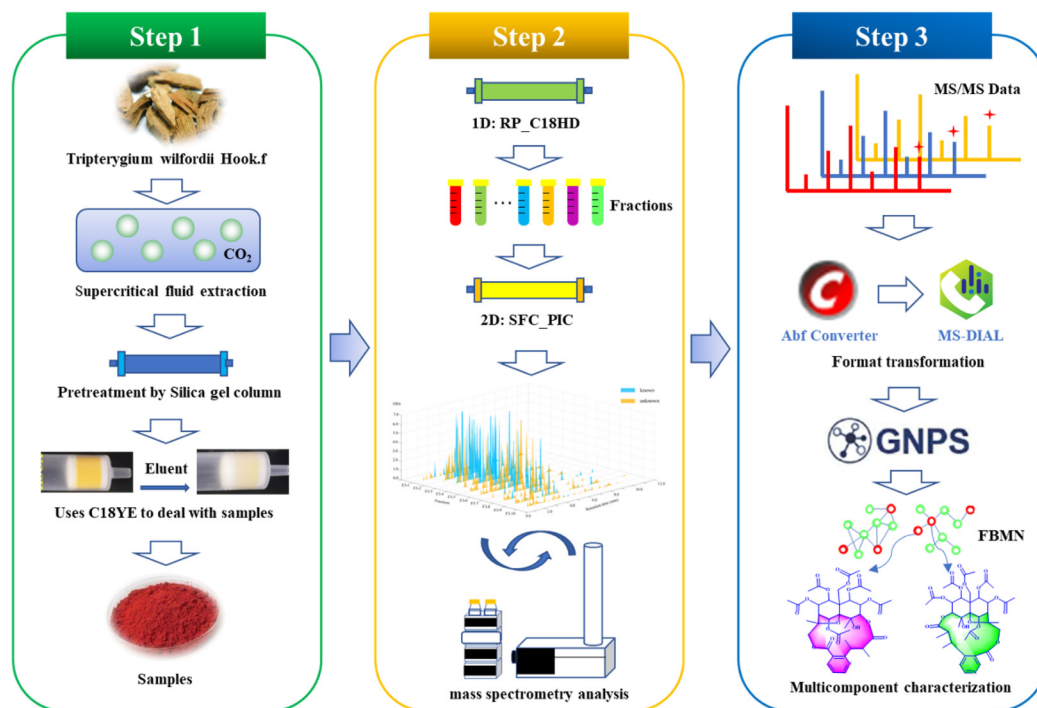 Step 1
Tripterygium wilfordii Hook.f
CO₂
Supercritical fluid extraction
Pretreatment by Silica gel column
Eluent
Uses C18YE to deal with samples
Samples
Step 2
1D: RP_C18HD
...
Fractions
2D: SFC_PIC
known
unknown
mass spectrometry analysis
Step 3
MS/MS Data
Abf Converter
MS-DIAL
Format transformation
GNPS
FBMN
Multicomponent characterization